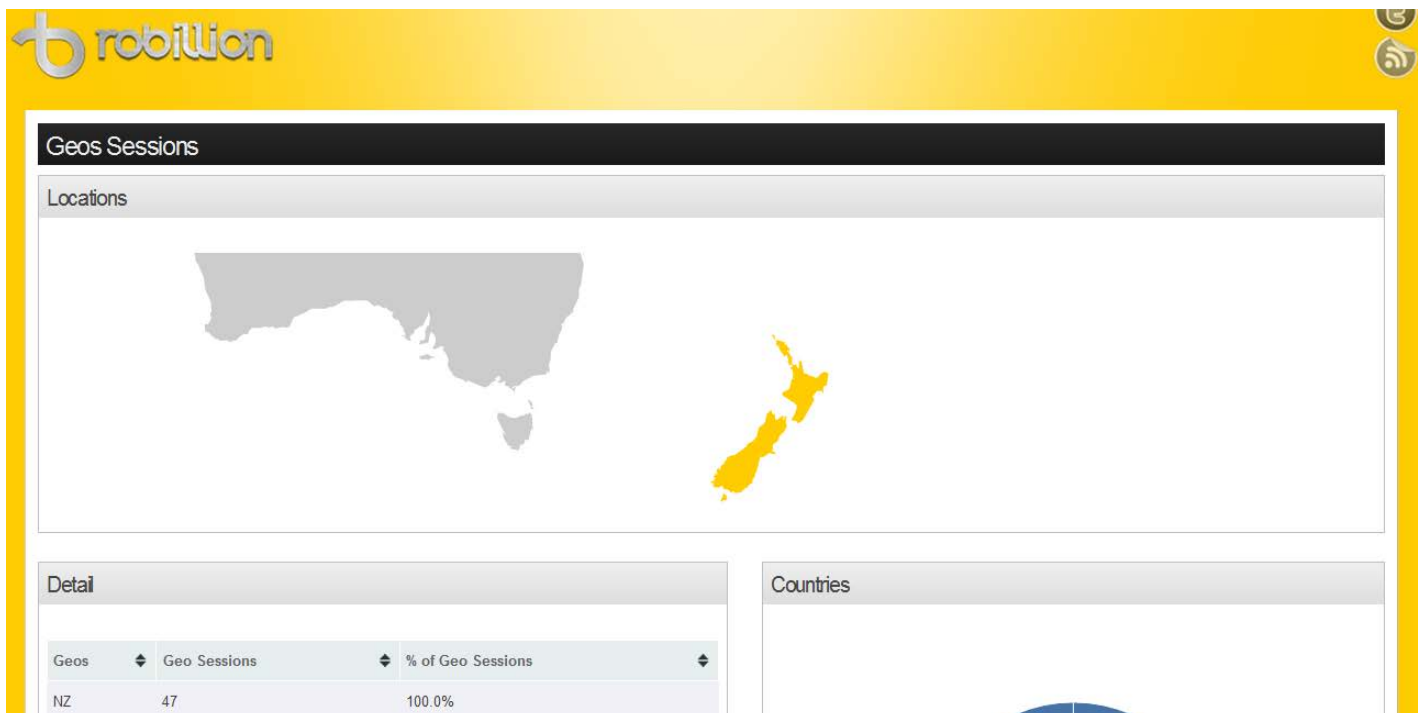 robillion
Geos Sessions
Locations
Detail
Countries
Geos Geo Sessions % of Geo Sessions
NZ 47 100.0%